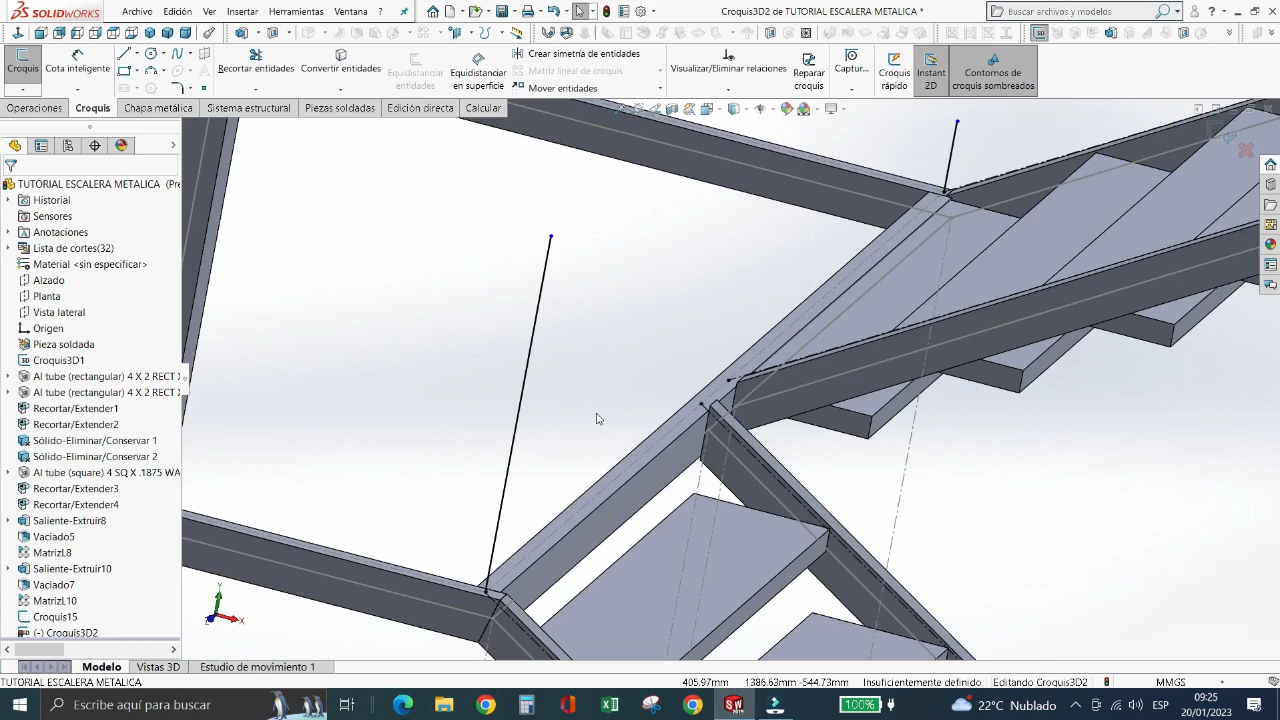 SOLIDWORKS Archivo Edición Ver Insertar Herramientas Ventana Croquis3D2 de TUTORIAL ESCALERA METALICA * Buscar archivos y modelos
Croquis Cota inteligente Recortar entidades Convertir entidades Equidistanciar entidades Equidistanciar en superficie Crear simetría de entidades Matriz lineal de croquis Mover entidades Visualizar/Eliminar relaciones Reparar croquis Captur... Croquis rápido Instant 2D Contornos de croquis sombreados
Operaciones Croquis Chapa metálica Sistema estructural Piezas soldadas Edición directa Calcular
TUTORIAL ESCALERA METALICA (Pre
Historial
Sensores
Anotaciones
Lista de cortes(32)
Material <sin especificar>
Alzado
Planta
Vista lateral
Origen
Pieza soldada
Croquis3D1
Al tube (rectangular) 4 X 2 RECT X
Al tube (rectangular) 4 X 2 RECT X
Recortar/Extender1
Recortar/Extender2
Sólido-Eliminar/Conservar 1
Sólido-Eliminar/Conservar 2
Al tube (square) 4 SQ X .1875 WA
Recortar/Extender3
Recortar/Extender4
Saliente-Extruir8
Vaciado5
MatrizL8
Saliente-Extruir10
Vaciado7
MatrizL10
Croquis15
(-) Croquis3D2
Y
X
Z
Modelo Vistas 3D Estudio de movimiento 1
TUTORIAL ESCALERA METALICA 405.97mm 1386.63mm -544.73mm Insuficientemente definido Editando Croquis3D2 MMGS
Escribe aquí para buscar 100% 22°C Nublado ESP 09:25
20/01/2023